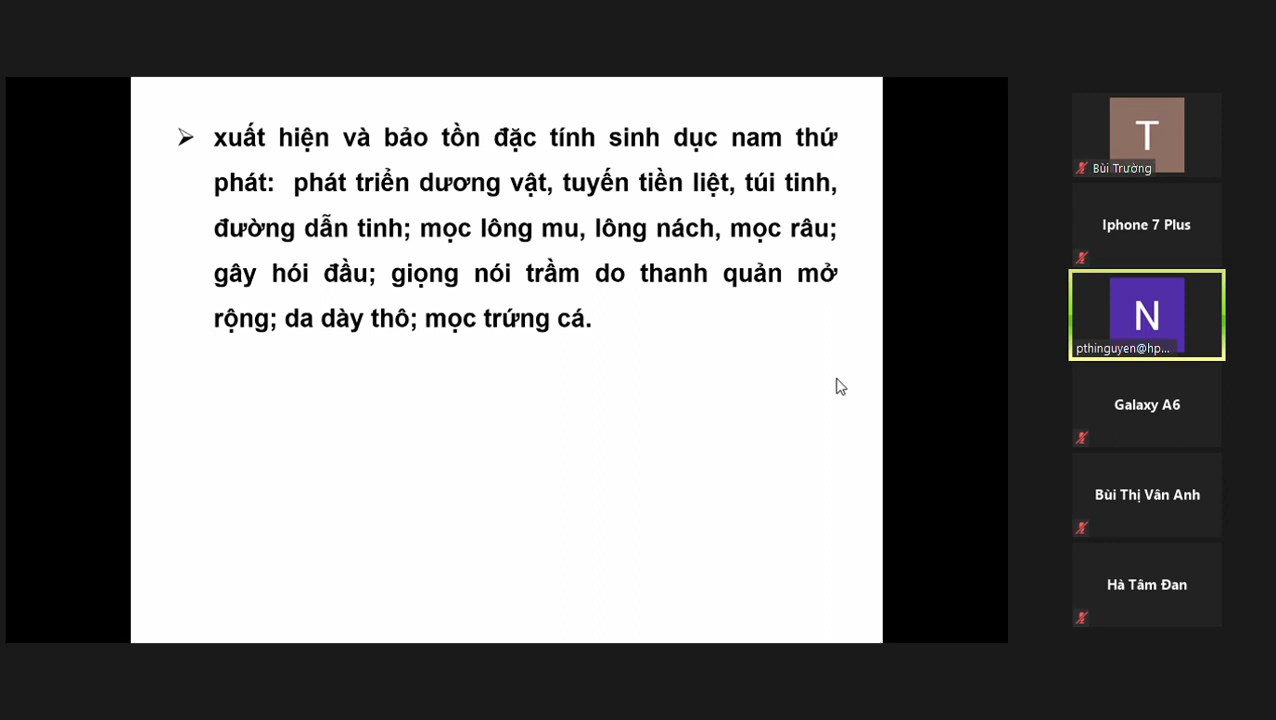 ➢ xuất hiện và bảo tồn đặc tính sinh dục nam thứ
phát: phát triển dương vật, tuyến tiền liệt, túi tinh,
đường dẫn tinh; mọc lông mu, lông nách, mọc râu;
gây hói đầu; giọng nói trầm do thanh quản mở
rộng; da dày thô; mọc trứng cá.
T
Bùi Trường
Iphone 7 Plus
N
pthinguyen@hp...
Galaxy A6
Bùi Thị Vân Anh
Hà Tâm Đan